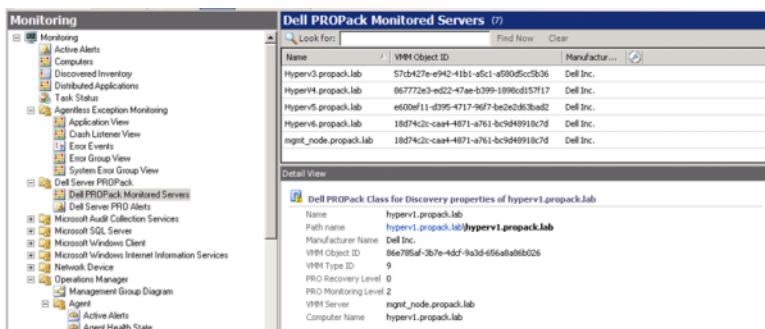 Monitoring
Monitoring
Active Alerts
Computers
Discovered Inventory
Distributed Applications
Task Status
Agentless Exception Monitoring
Application View
Crash Listener View
Error Events
Error Group View
System Error Group View
Dell Server PROPack
Dell PROPack Monitored Servers
Dell Server PRO Alerts
Microsoft Audit Collection Services
Microsoft SQL Server
Microsoft Windows Client
Microsoft Windows Internet Information Services
Network Device
Operations Manager
Management Group Diagram
Agent
Active Alerts
Agent Health State
Dell PROPack Monitored Servers (7)
Look for: Find Now Clear
Name VMM Object ID Manufactur...
Hyperv3.propack.lab 57cb427e-e942-41b1-a5c1-a580d5cc5b36 Dell Inc.
HyperV4.propack.lab 867772e3-ed22-47ae-b399-1898cd157f17 Dell Inc.
Hyperv5.propack.lab e600ef11-d395-4717-96f7-be2e2d63bad2 Dell Inc.
Hyperv6.propack.lab 18d74c2c-caa4-4871-a761-bc9d48918c7d Dell Inc.
mgmt_node.propack.lab 18d74c2c-caa4-4871-a761-bc9d48918c7d Dell Inc.
Detail View
Dell PROPack Class for Discovery properties of hyperv1.propack.lab
Name hyperv1.propack.lab
Path name hyperv1.propack.lab\hyperv1.propack.lab
Manufacturer Name Dell Inc.
VMM Object ID 86e785af-3b7e-4dcf-9a3d-656a8a86b026
VMM Type ID 9
PRO Recovery Level 0
PRO Monitoring Level 2
VMM Server mgmt_node.propack.lab
Computer Name hyperv1.propack.lab